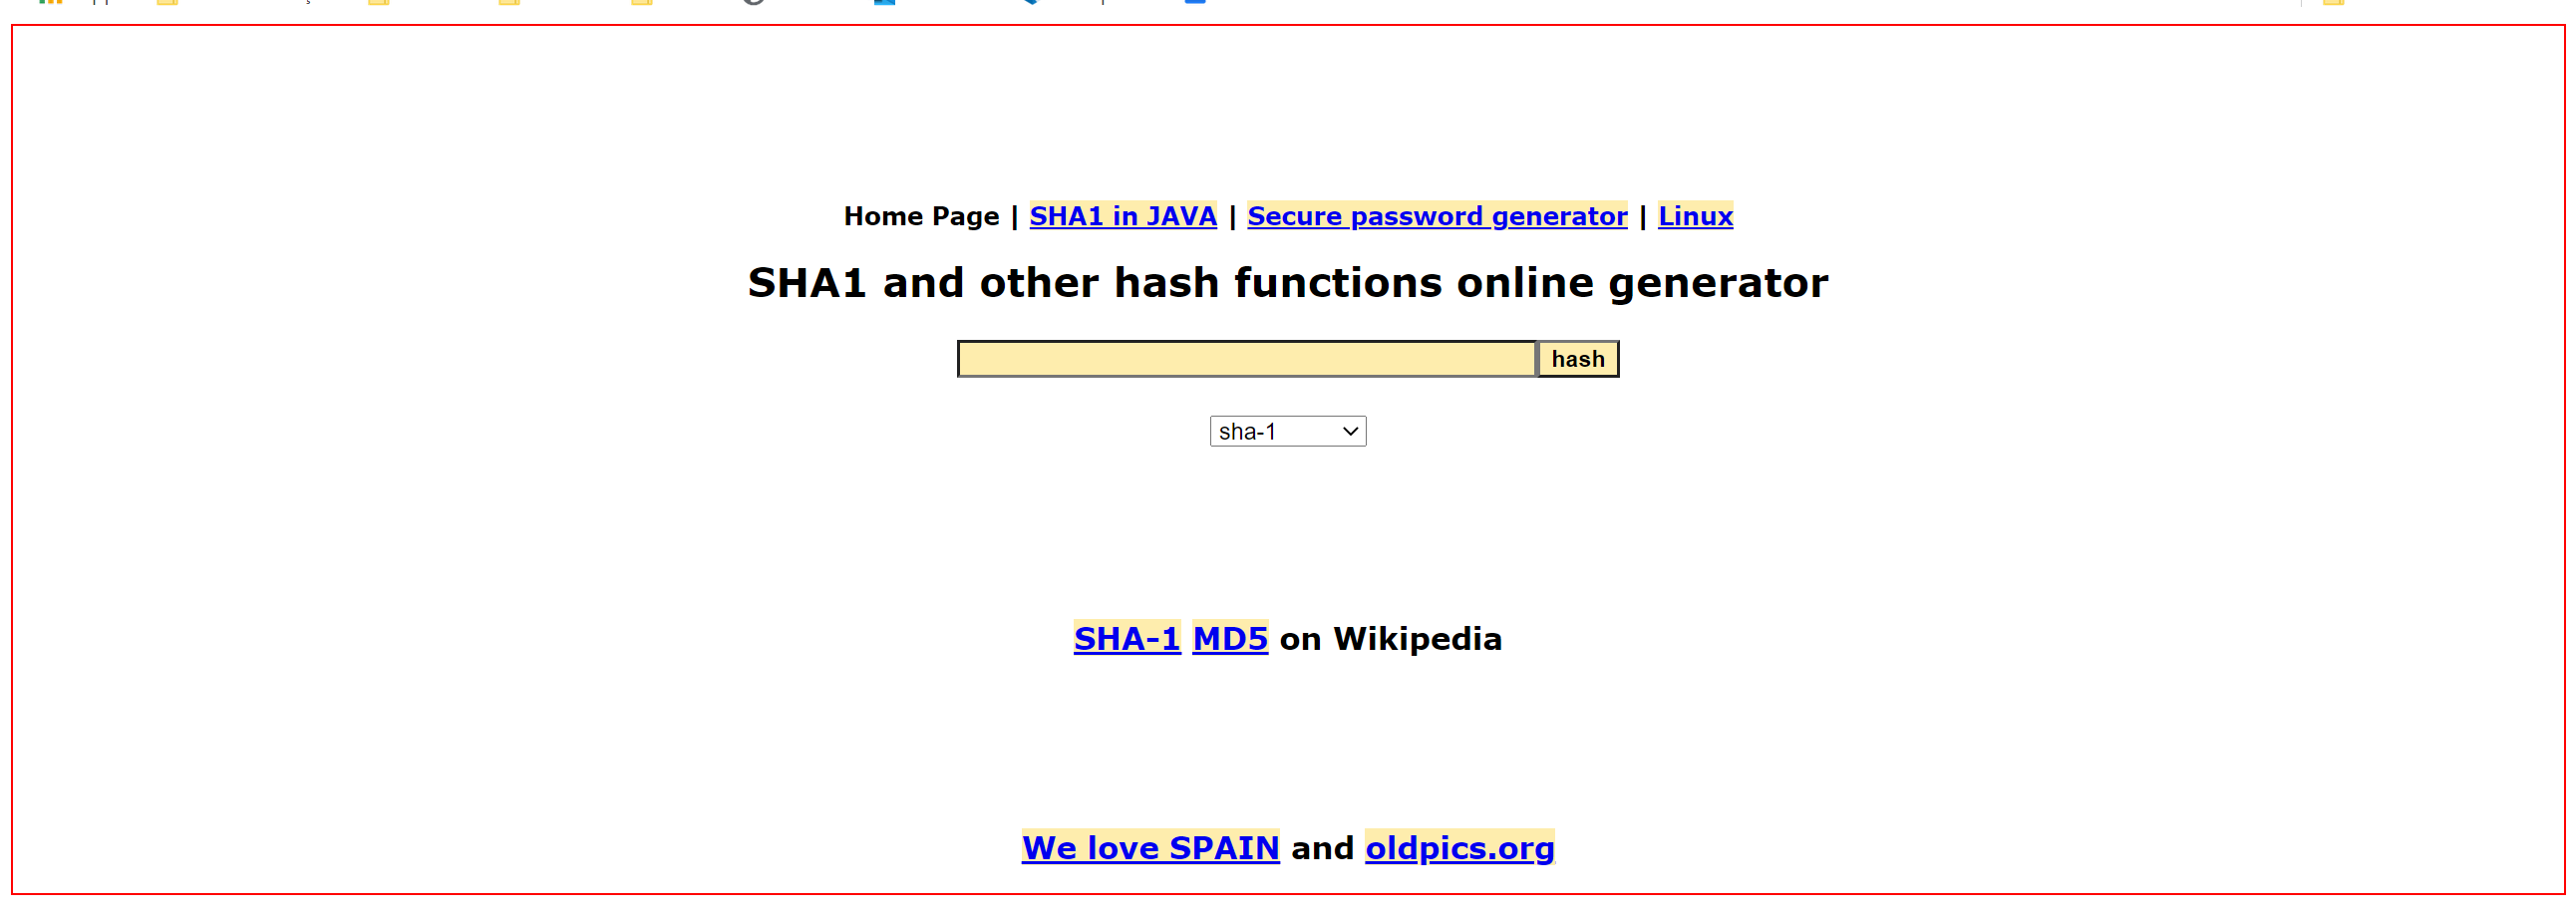 Home Page | SHA1 in JAVA | Secure password generator | Linux
SHA1 and other hash functions online generator
hash
sha-1
SHA-1 MD5 on Wikipedia
We love SPAIN and oldpics.org